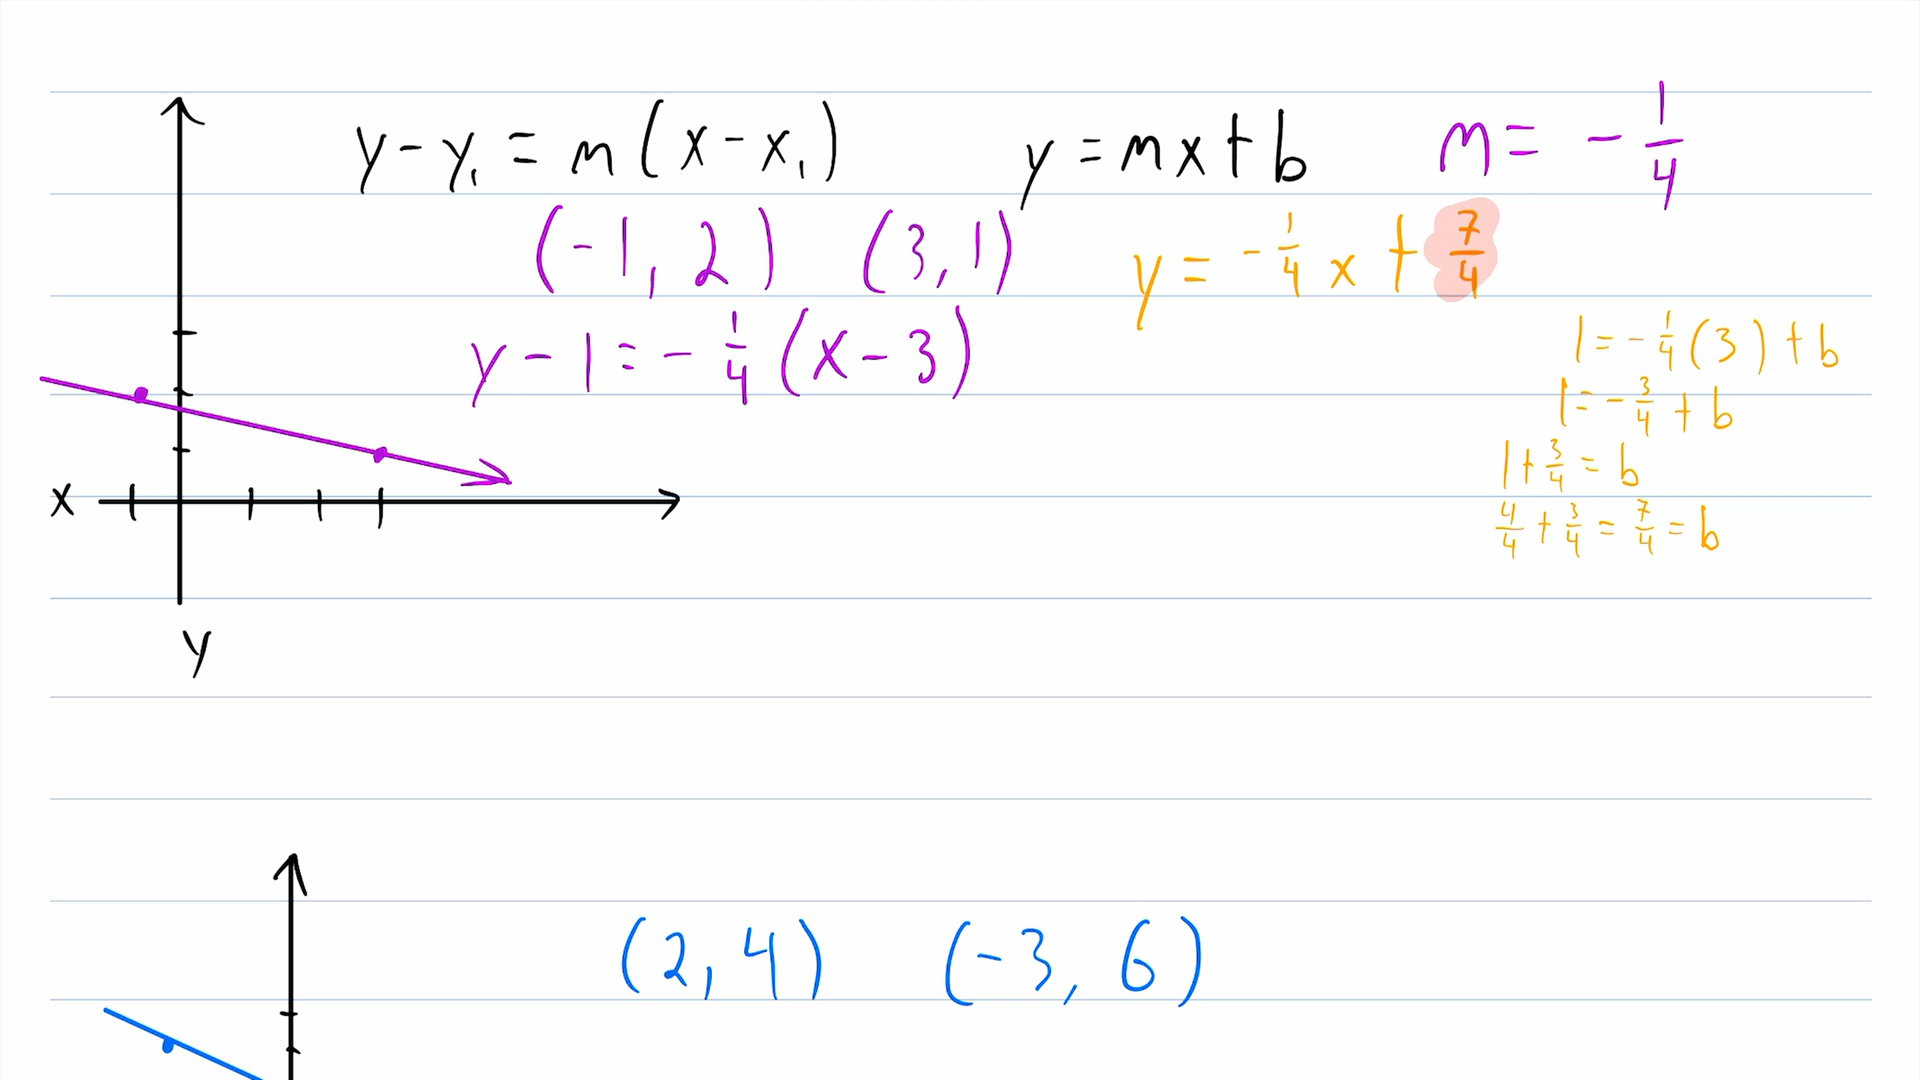 y - y₁ = m(x - x₁) y = mx + b m = - 1/4
(-1, 2) (3, 1) y = - 1/4 x + 7/4
y - 1 = - 1/4 (x - 3)
1 = - 1/4 (3) + b
1 = - 3/4 + b
1 + 3/4 = b
4/4 + 3/4 = 7/4 = b
x
y
(2, 4) (-3, 6)